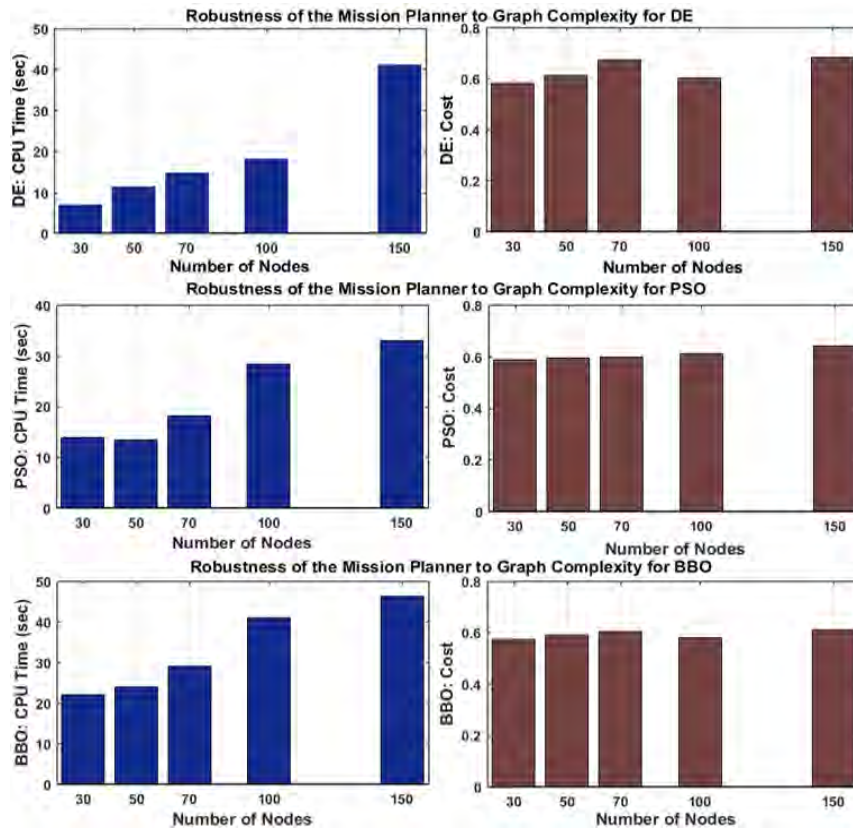 Robustness of the Mission Planner to Graph Complexity for DE
50
40
30
20
10
0
DE: CPU Time (sec)
30 50 70 100 150
Number of Nodes
0.8
0.6
0.4
0.2
0
DE: Cost
30 50 70 100 150
Number of Nodes
Robustness of the Mission Planner to Graph Complexity for PSO
40
30
20
10
0
PSO: CPU Time (sec)
30 50 70 100 150
Number of Nodes
0.8
0.6
0.4
0.2
0
PSO: Cost
30 50 70 100 150
Number of Nodes
Robustness of the Mission Planner to Graph Complexity for BBO
50
40
30
20
10
0
BBO: CPU Time (sec)
30 50 70 100 150
Number of Nodes
0.8
0.6
0.4
0.2
0
BBO: Cost
30 50 70 100 150
Number of Nodes